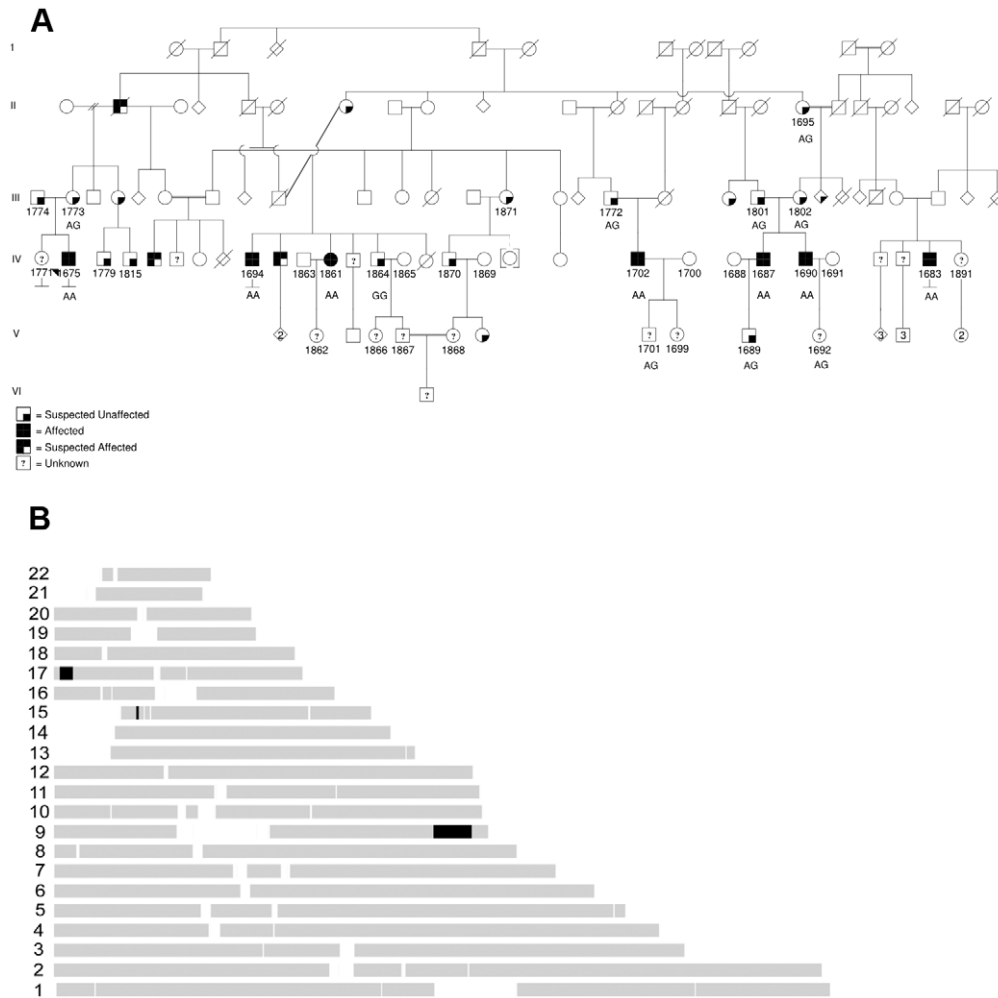 A
I
II
1695
AG
III
1774 1773 1871 1772 1801 1802
AG AG AG AG
IV
? ? ? ? ? ? ?
1771 1675 1779 1815 1694 1863 1861 1864 1865 1870 1869 1702 1700 1688 1687 1690 1691 1683 1891
AA AA AA GG AA AA AA AA
V
2 ? ? ? ? ? ? ? 3 3 2
1862 1866 1867 1868 1701 1699 1689 1692
AG AG AG
VI
?
= Suspected Unaffected
= Affected
= Suspected Affected
? = Unknown
B
22
21
20
19
18
17
16
15
14
13
12
11
10
9
8
7
6
5
4
3
2
1